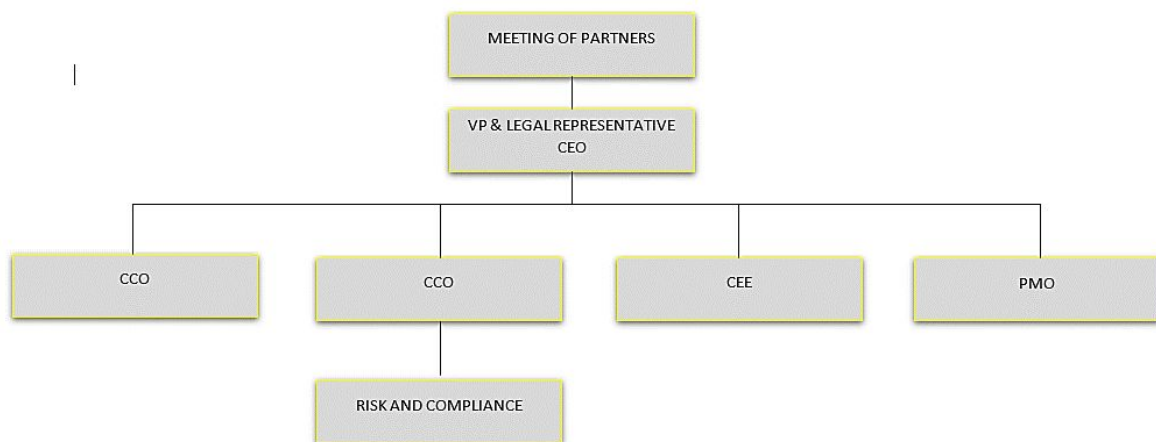 MEETING OF PARTNERS
VP & LEGAL REPRESENTATIVE
CEO
CCO
CCO
CEE
PMO
RISK AND COMPLIANCE